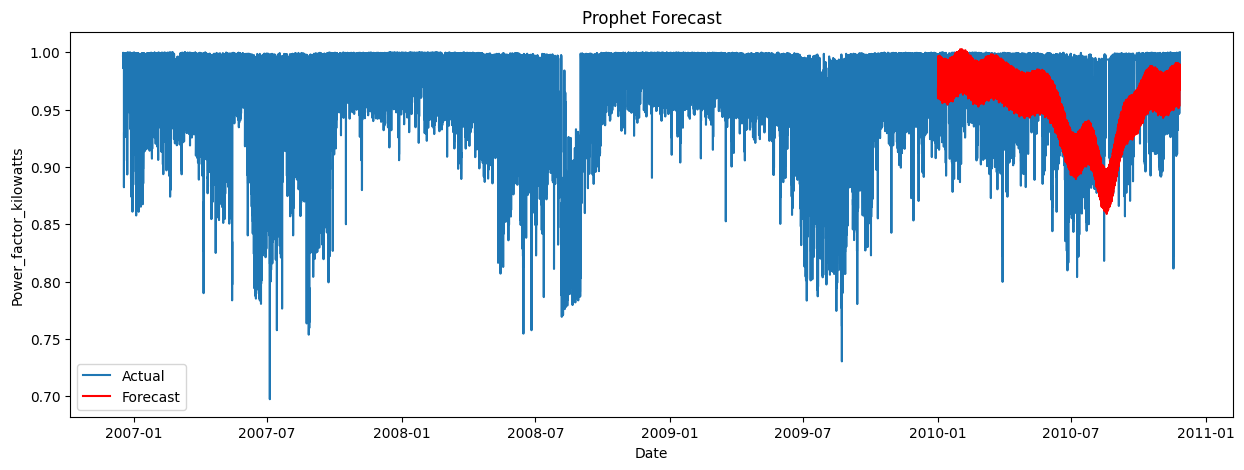 Prophet Forecast
Power_factor_kilowatts
1.00
0.95
0.90
0.85
0.80
0.75
0.70
Actual
Forecast
2007-01 2007-07 2008-01 2008-07 2009-01 2009-07 2010-01 2010-07 2011-01
Date